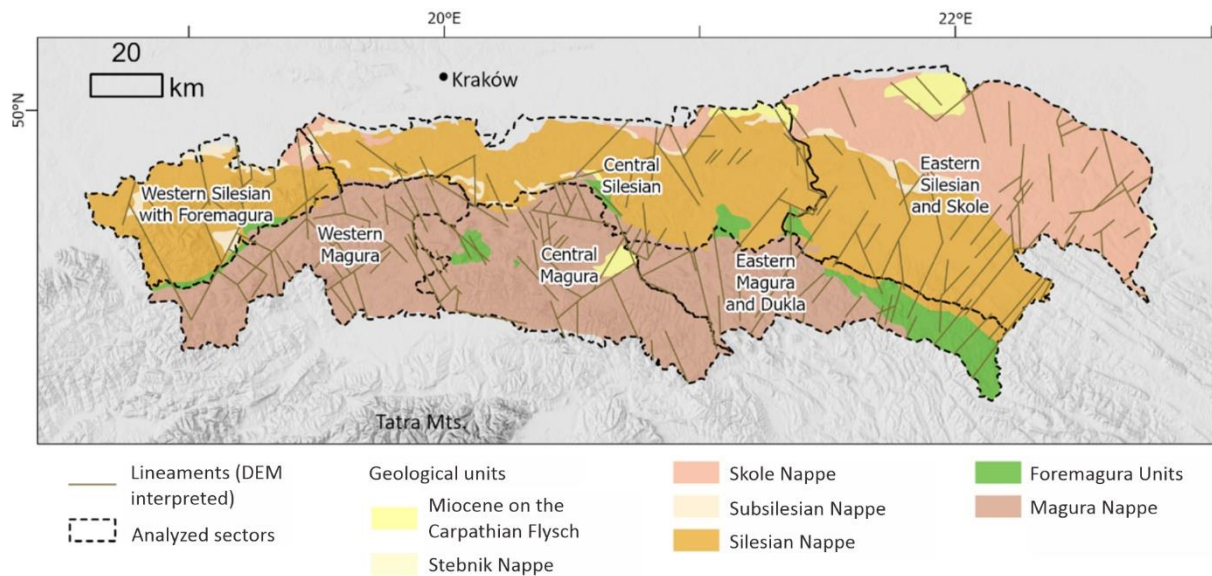 20°E
22°E
20
km
Kraków
50°N
Western Silesian
with Foremagura
Central
Silesian
Eastern
Silesian
and Skole
Western
Magura
Central
Magura
Eastern
Magura
and Dukla
Tatra Mts.
Lineaments (DEM
interpreted)
Analyzed sectors
Geological units
Miocene on the
Carpathian Flysch
Stebnik Nappe
Skole Nappe
Subsilesian Nappe
Silesian Nappe
Foremagura Units
Magura Nappe